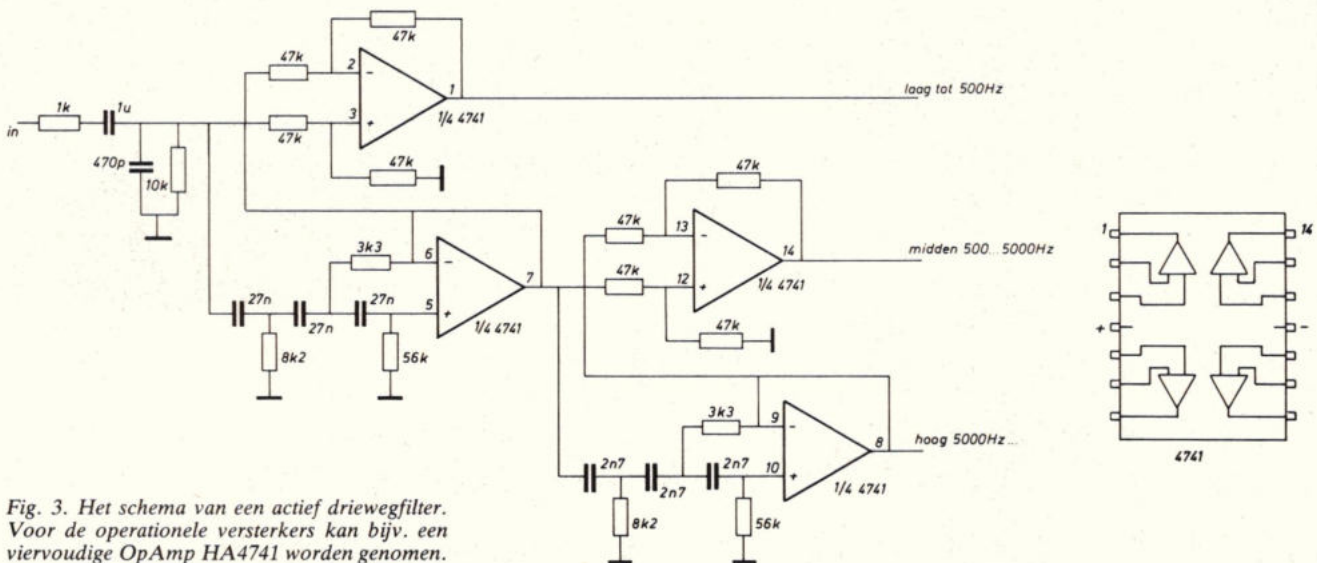 47k
47k
2
1
laag tot 500Hz
1k
1u
3
1/4 4741
in
47k
470p
10k
47k
47k
47k
13
14
midden 500...5000Hz
1
14
3k3
6
47k
12
1/4 4741
7
27n
27n
27n
5
1/4 4741
47k
+
-
8k2
56k
3k3
9
8
hoog 5000Hz...
2n7
2n7
2n7
10
1/4 4741
4741
8k2
56k
Fig. 3. Het schema van een actief driewegfilter.
Voor de operationele versterkers kan bijv. een
viervoudige OpAmp HA4741 worden genomen.